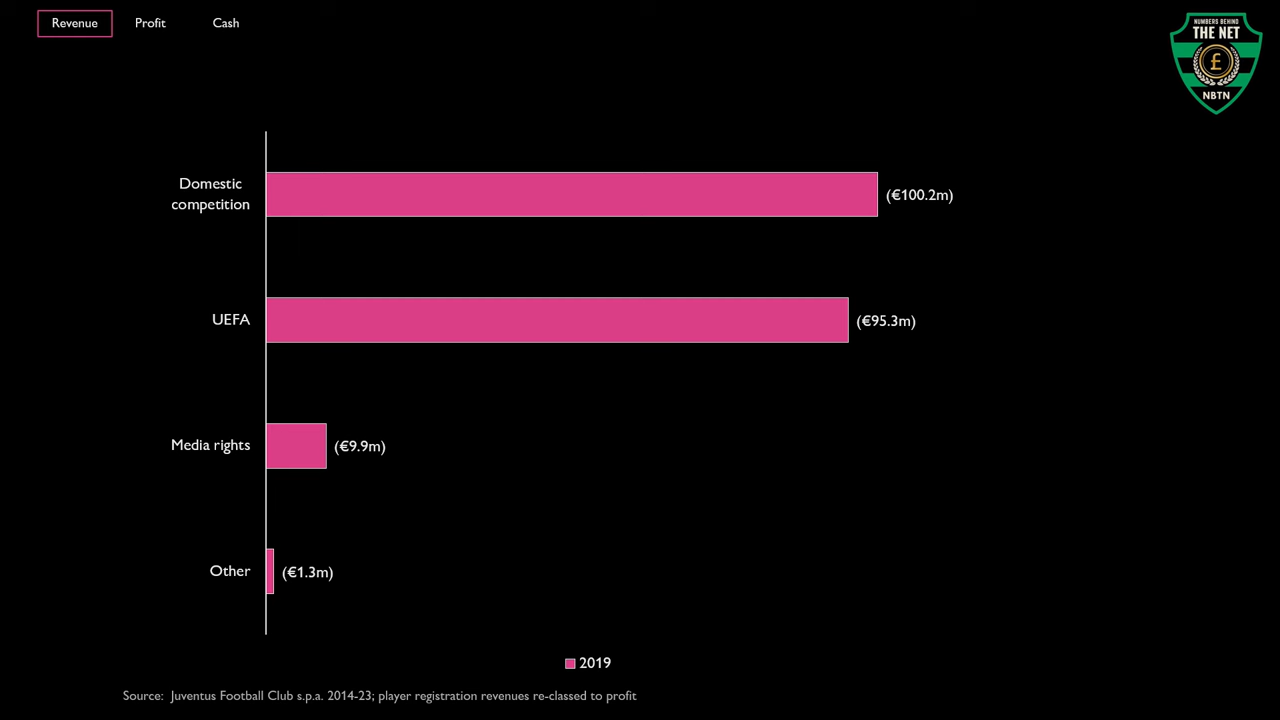 Revenue
Profit
Cash
NUMBERS BEHIND
THE NET
£
NBTN
Domestic
competition
(€100.2m)
UEFA
(€95.3m)
Media rights
(€9.9m)
Other
(€1.3m)
2019
Source: Juventus Football Club s.p.a. 2014-23; player registration revenues re-classed to profit